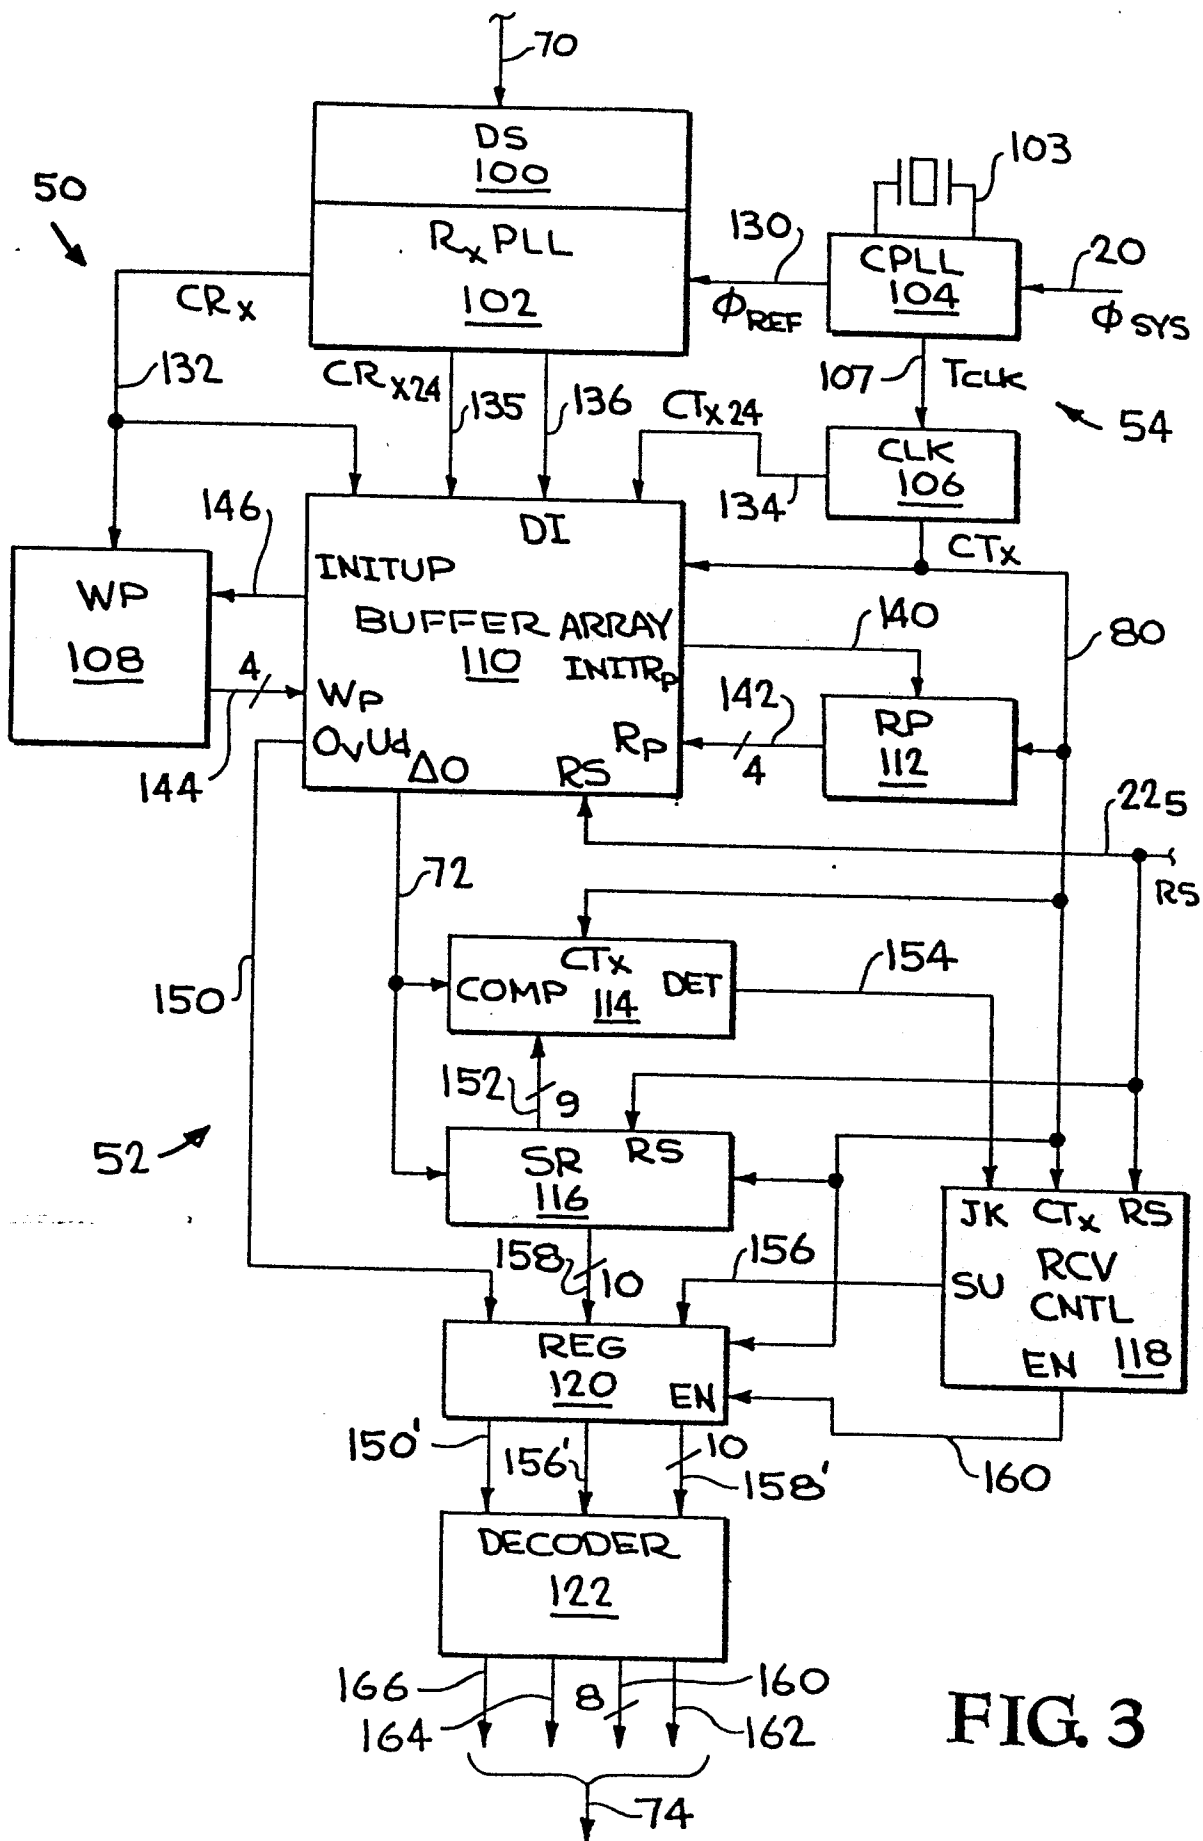 70
DS
100
103
50
RxPLL
102
130
CPLL
104
20
CRx
ΦREF
ΦSYS
132
CRx24
135
136
CTx24
107
TCLK
54
CLK
106
134
146
DI
CTx
WP
108
INITUP
BUFFER ARRAY
110
INITRP
140
80
4
WP
OvUd
ΔO
RS
RP
142
4
RP
112
144
225
RS
72
150
CTx
COMP
114
DET
154
152
9
52
SR
116
RS
JK CTx RS
158
10
156
SU
RCV
CNTL
118
EN
REG
120
EN
150'
156'
10
158'
160
DECODER
122
166
164
8
160
162
74
FIG. 3